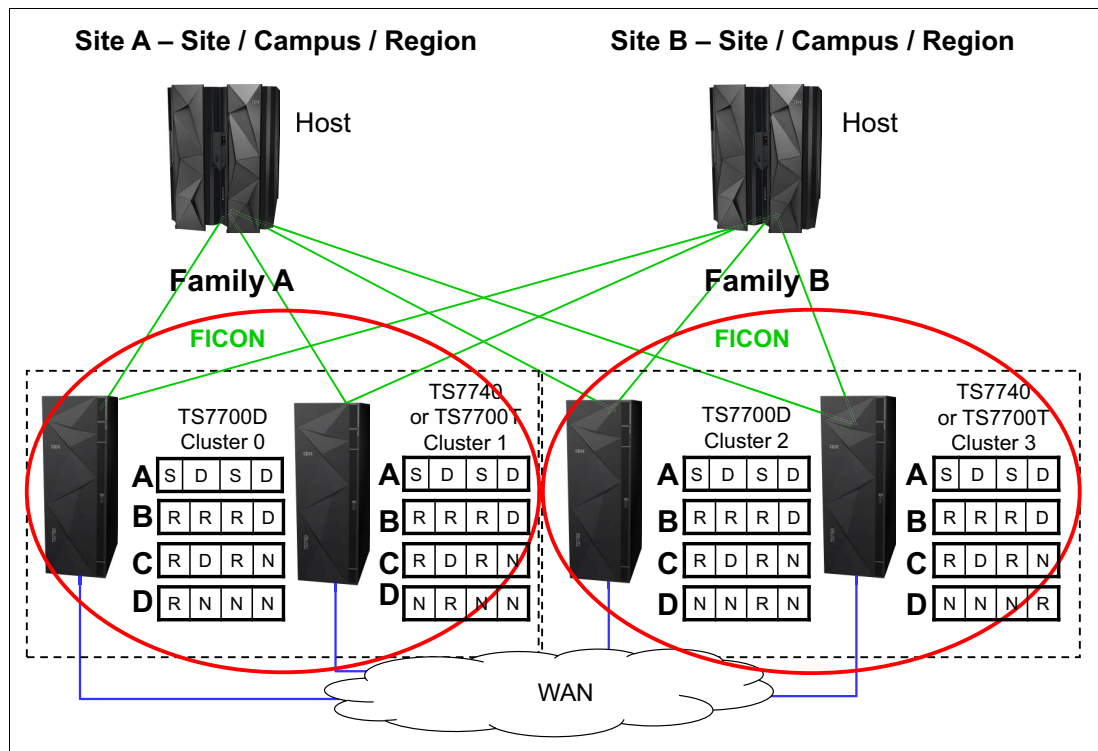 Site A – Site / Campus / Region
Site B – Site / Campus / Region
Host
Host
Family A
Family B
FICON
FICON
TS7700D
Cluster 0
TS7740
or TS7700T
Cluster 1
TS7700D
Cluster 2
TS7740
or TS7700T
Cluster 3
A S D S D
B R R R D
C R D R N
D R N N N
A S D S D
B R R R D
C R D R N
D N R N N
A S D S D
B R R R D
C R D R N
D N N R N
A S D S D
B R R R D
C R D R N
D N N N R
WAN